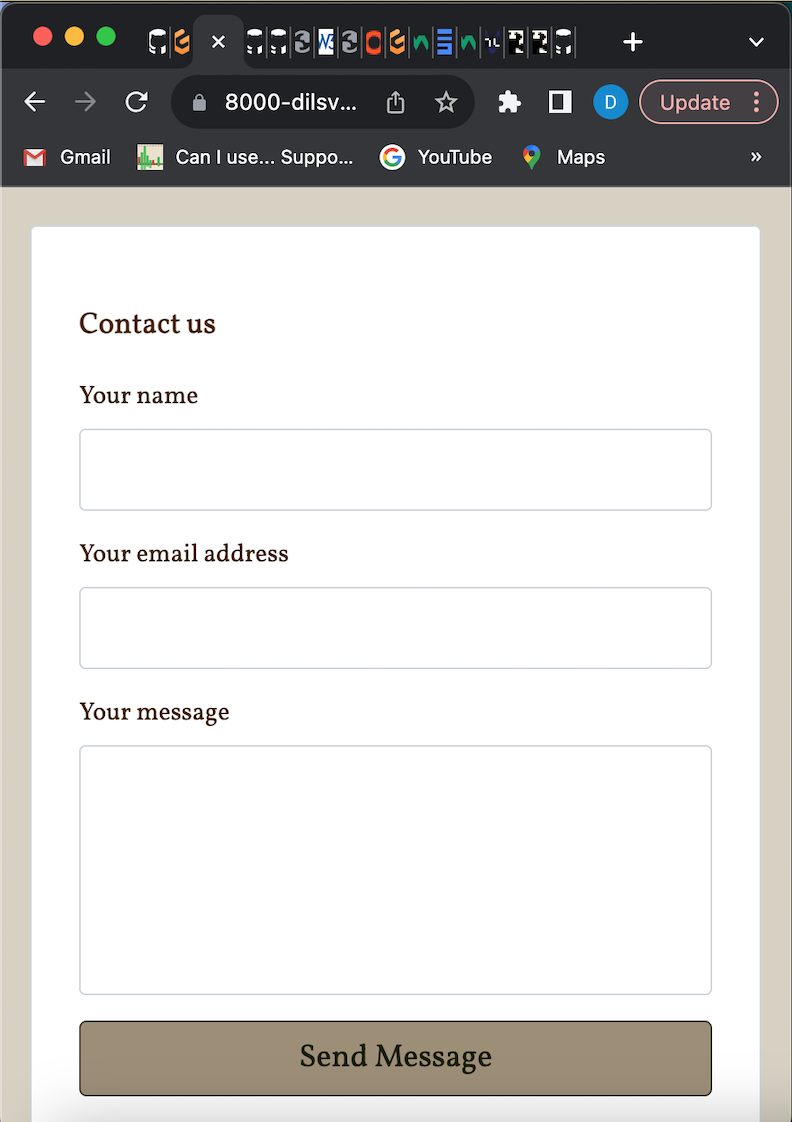 8000-dilsv...
D
Update
Gmail
Can I use... Suppo...
YouTube
Maps
»
Contact us
Your name
Your email address
Your message
Send Message